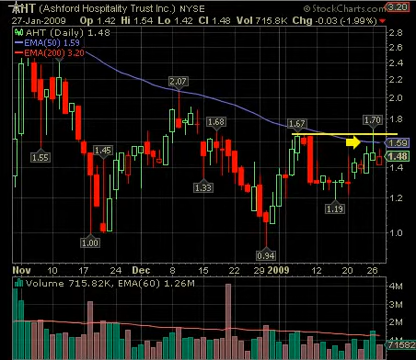 AHT (Ashford Hospitality Trust Inc.) NYSE
© StockCharts.com
3.20
27-Jan-2009
Op 1.42 Hi 1.54 Lo 1.42 Cl 1.48 Vol 715.8K Chg -0.03 (-1.99%)
AHT (Daily) 1.48
EMA(50) 1.59
EMA(200) 3.20
2.8
2.6
2.4
2.2
2.0
1.8
1.6
1.59
1.48
1.4
1.2
1.0
2.07
1.68
1.67
1.70
1.55
1.45
1.33
1.19
1.00
0.94
Nov 10 17 24 Dec 8 15 22 2009 12 20 26
Volume 715.82K, EMA(60) 1.26M
4M
3M
2M
71582